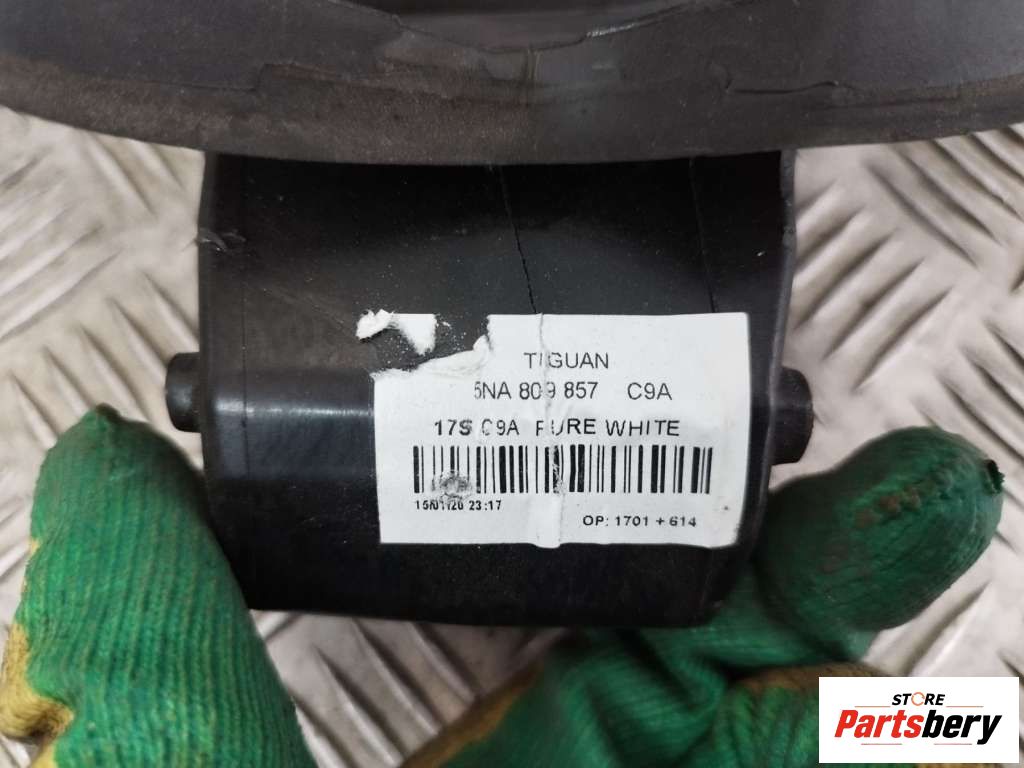 TIGUAN
5NA 809 857 C9A
17S C9A PURE WHITE
15/01/20 23:17
OP: 1701 + 614
STORE
Partsbery